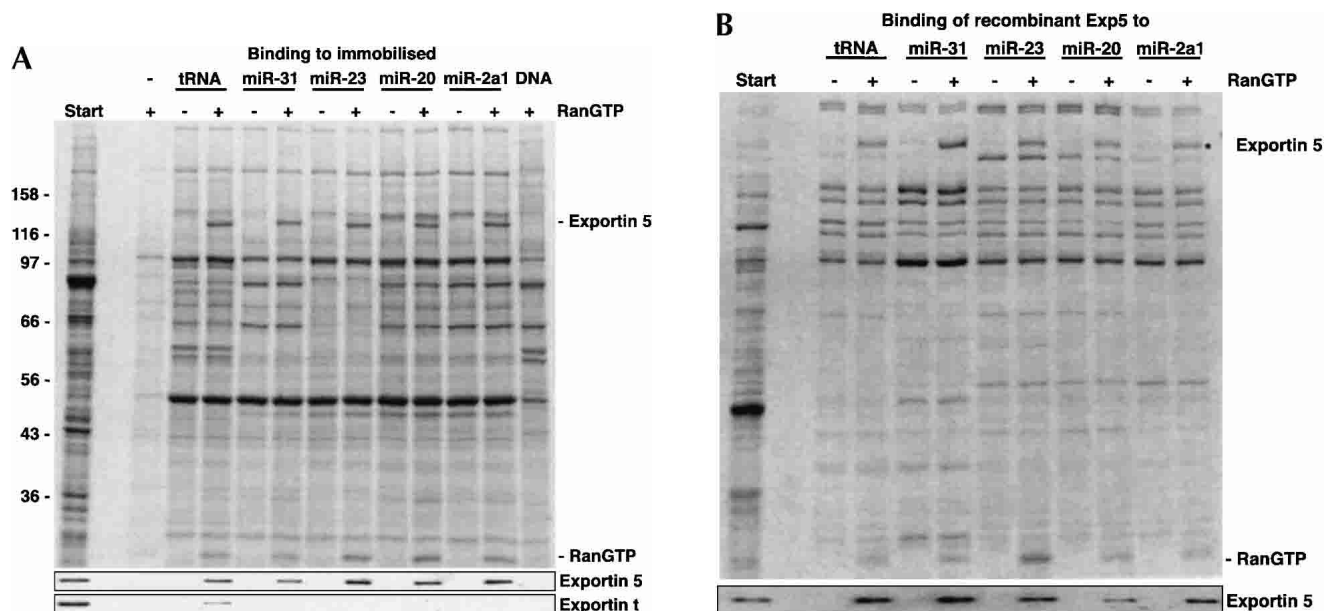 A
Binding to immobilised
- tRNA miR-31 miR-23 miR-20 miR-2a1 DNA
Start + - + - + - + - + - + + RanGTP
158 -
- Exportin 5
116 -
97 -
66 -
56 -
43 -
36 -
- RanGTP
Exportin 5
Exportin t
B
Binding of recombinant Exp5 to
tRNA miR-31 miR-23 miR-20 miR-2a1
Start - + - + - + - + - + RanGTP
Exportin 5
- RanGTP
Exportin 5